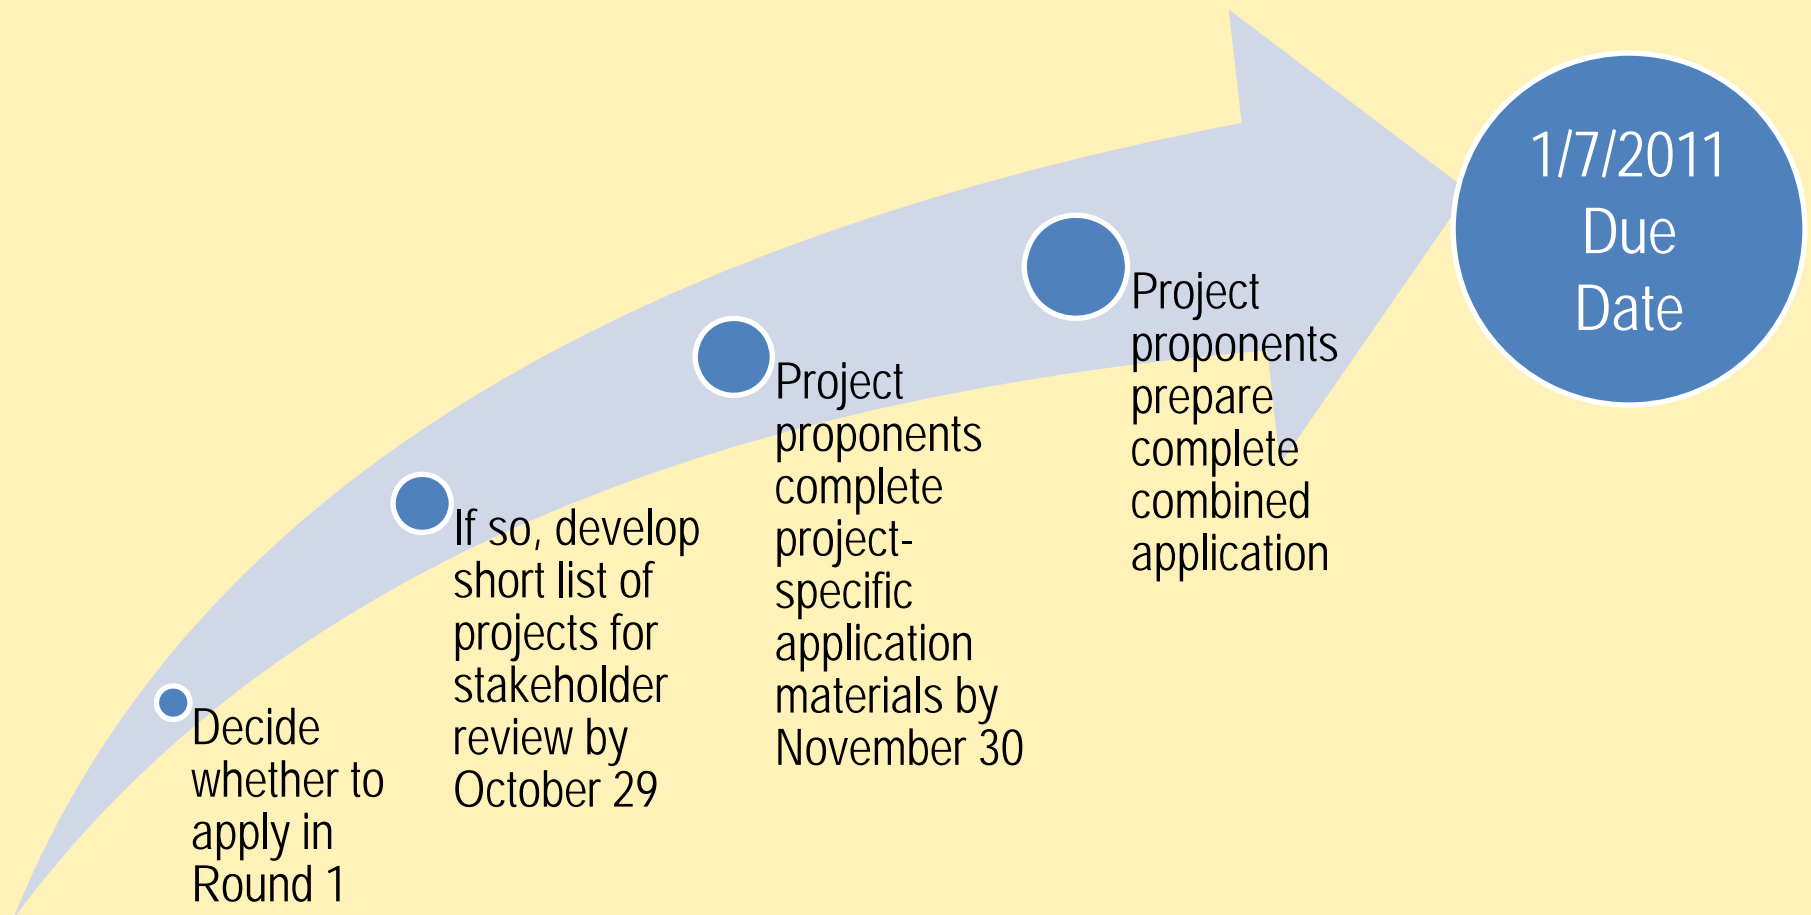 Decide
whether to
apply in
Round 1
If so, develop
short list of
projects for
stakeholder
review by
October 29
Project
proponents
complete
project-
specific
application
materials by
November 30
Project
proponents
prepare
complete
combined
application
1/7/2011
Due
Date